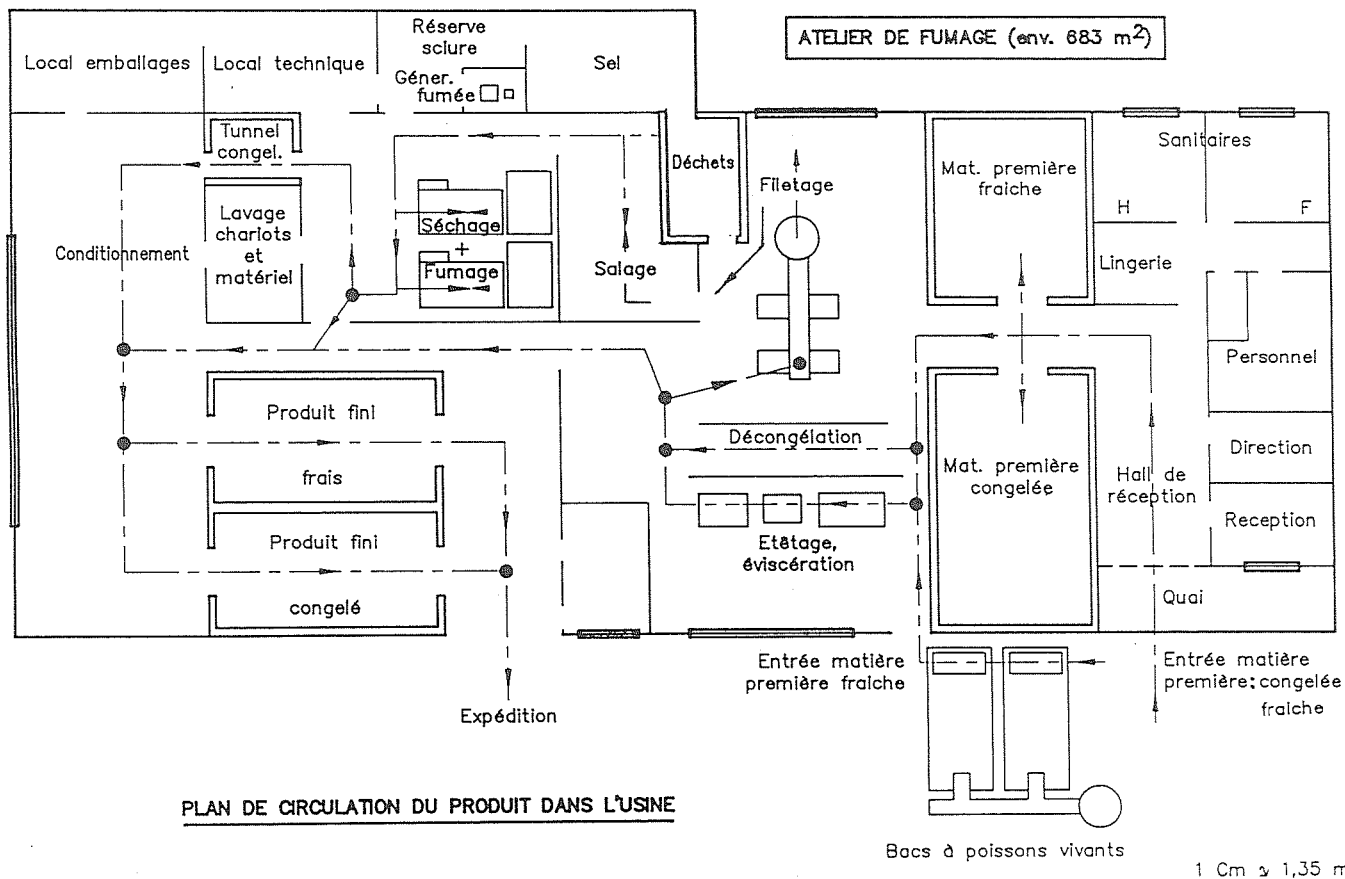 ATELIER DE FUMAGE (env. 683 m²)
Local emballages
Local technique
Réserve
sciure
Géner.
fumée
Sel
Tunnel
congel.
Déchets
Filetage
Mat. première
fraiche
Sanitaires
H
F
Lavage
chariots
et
matériel
Conditionnement
Séchage
+
Fumage
Salage
Lingerie
Personnel
Produit fini
frais
Décongélation
Mat. première
congelée
Hall de
réception
Direction
Reception
Produit fini
congelé
Etêtage,
éviscération
Quai
Entrée matière
première fraiche
Entrée matière
première: congelée
fraiche
Expédition
PLAN DE CIRCULATION DU PRODUIT DANS L'USINE
Bacs à poissons vivants
1 Cm ≃ 1,35 m